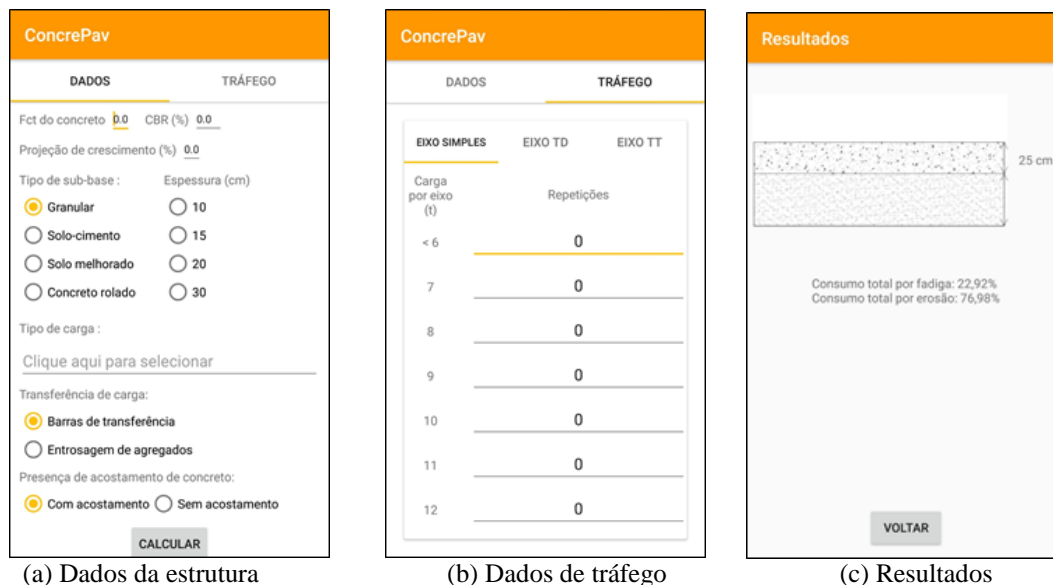 ConcrePav
DADOS TRÁFEGO
Fct do concreto 0.0 CBR (%) 0.0
Projeção de crescimento (%) 0.0
Tipo de sub-base : Espessura (cm)
Granular 10
Solo-cimento 15
Solo melhorado 20
Concreto rolado 30
Tipo de carga :
Clique aqui para selecionar
Transferência de carga:
Barras de transferência
Entrosagem de agregados
Presença de acostamento de concreto:
Com acostamento Sem acostamento
CALCULAR
(a) Dados da estrutura
ConcrePav
DADOS TRÁFEGO
EIXO SIMPLES EIXO TD EIXO TT
Carga
por eixo Repetições
(t)
< 6 0
7 0
8 0
9 0
10 0
11 0
12 0
(b) Dados de tráfego
Resultados
25 cm
Consumo total por fadiga: 22,92%
Consumo total por erosão: 76,98%
VOLTAR
(c) Resultados